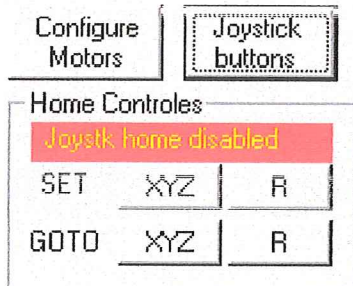 Configure Joystick
Motors buttons
Home Controles
Joystk home disabled
SET XYZ R
GOTO XYZ R